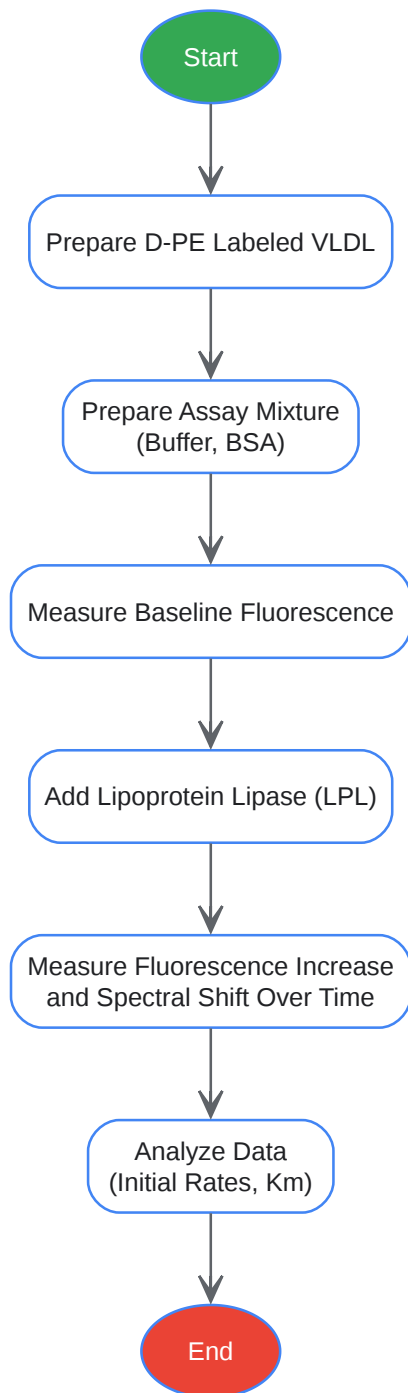 Start
Prepare D-PE Labeled VLDL
Prepare Assay Mixture
(Buffer, BSA)
Measure Baseline Fluorescence
Add Lipoprotein Lipase (LPL)
Measure Fluorescence Increase
and Spectral Shift Over Time
Analyze Data
(Initial Rates, Km)
End